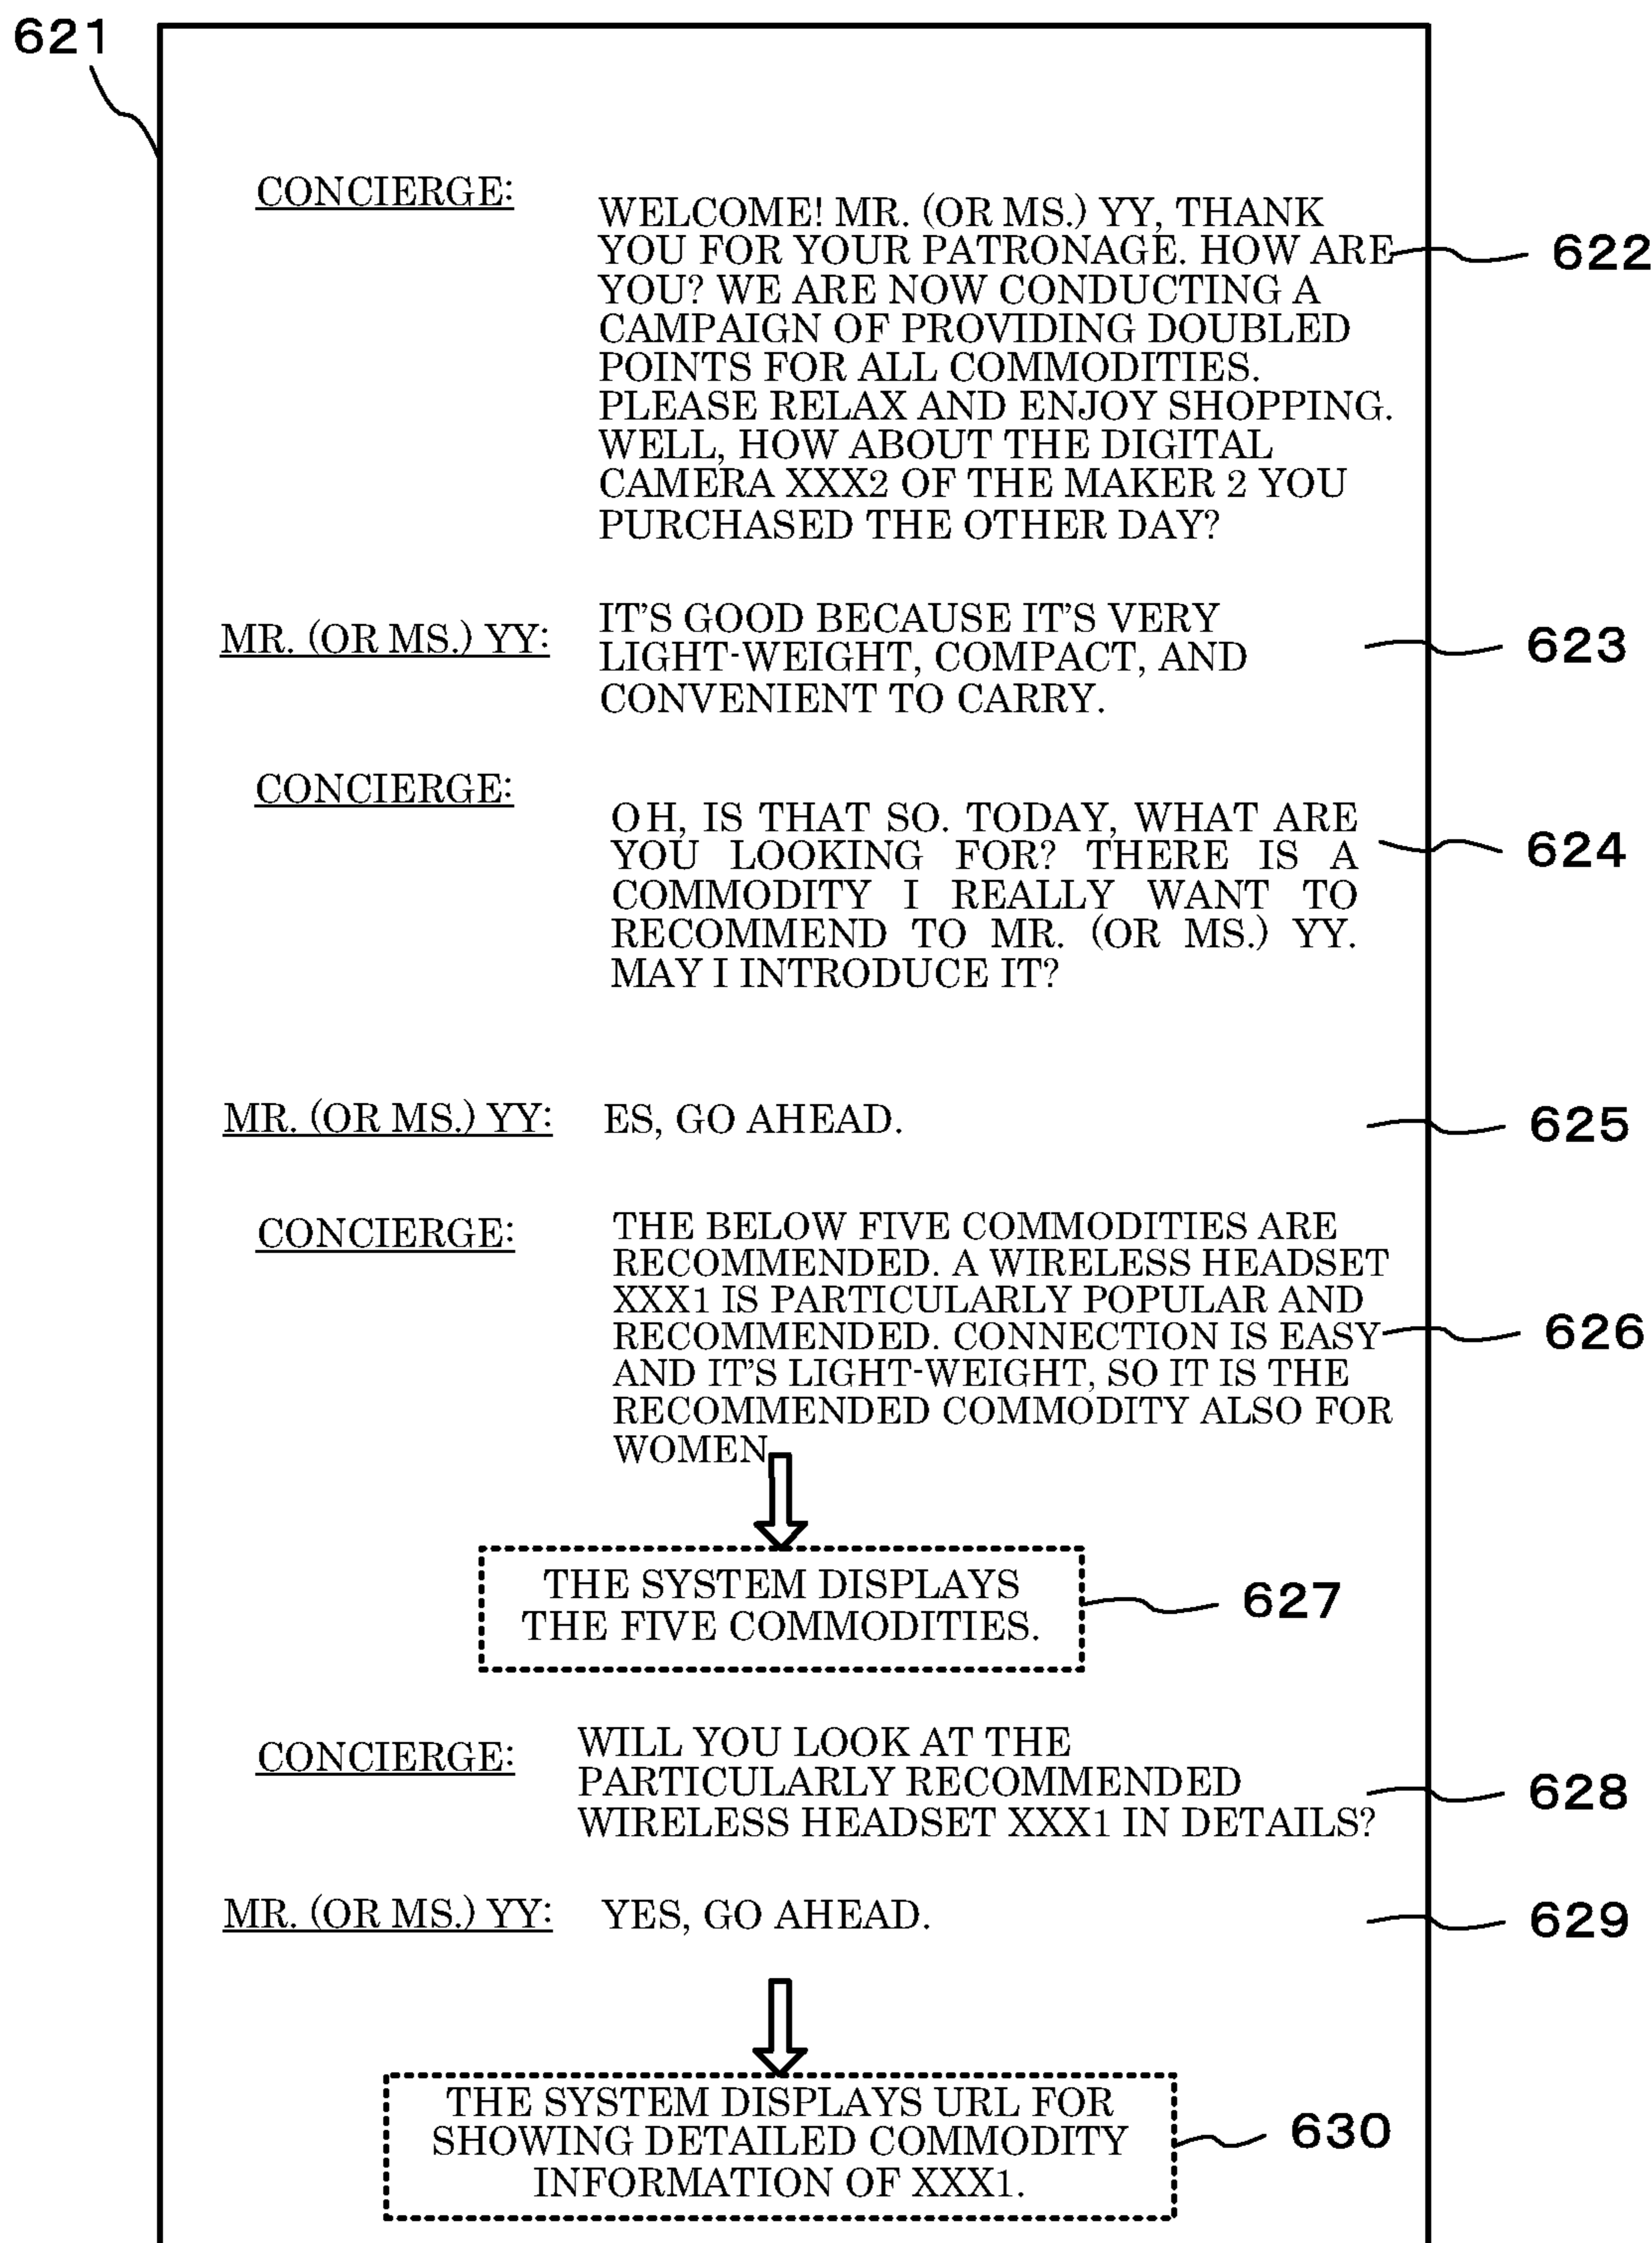 621
CONCIERGE:
WELCOME! MR. (OR MS.) YY, THANK
YOU FOR YOUR PATRONAGE. HOW ARE
622
YOU? WE ARE NOW CONDUCTING A
CAMPAIGN OF PROVIDING DOUBLED
POINTS FOR ALL COMMODITIES.
PLEASE RELAX AND ENJOY SHOPPING.
WELL, HOW ABOUT THE DIGITAL
CAMERA XXX2 OF THE MAKER 2 YOU
PURCHASED THE OTHER DAY?
MR. (OR MS.) YY:
IT'S GOOD BECAUSE IT'S VERY
LIGHT-WEIGHT, COMPACT, AND
CONVENIENT TO CARRY.
623
CONCIERGE:
OH, IS THAT SO. TODAY, WHAT ARE
YOU LOOKING FOR? THERE IS A
COMMODITY I REALLY WANT TO
RECOMMEND TO MR. (OR MS.) YY.
MAY I INTRODUCE IT?
624
MR. (OR MS.) YY:
ES, GO AHEAD.
625
CONCIERGE:
THE BELOW FIVE COMMODITIES ARE
RECOMMENDED. A WIRELESS HEADSET
XXX1 IS PARTICULARLY POPULAR AND
RECOMMENDED. CONNECTION IS EASY
AND IT'S LIGHT-WEIGHT, SO IT IS THE
RECOMMENDED COMMODITY ALSO FOR
WOMEN
626
THE SYSTEM DISPLAYS
THE FIVE COMMODITIES.
627
CONCIERGE:
WILL YOU LOOK AT THE
PARTICULARLY RECOMMENDED
WIRELESS HEADSET XXX1 IN DETAILS?
628
MR. (OR MS.) YY:
YES, GO AHEAD.
629
THE SYSTEM DISPLAYS URL FOR
SHOWING DETAILED COMMODITY
INFORMATION OF XXX1.
630